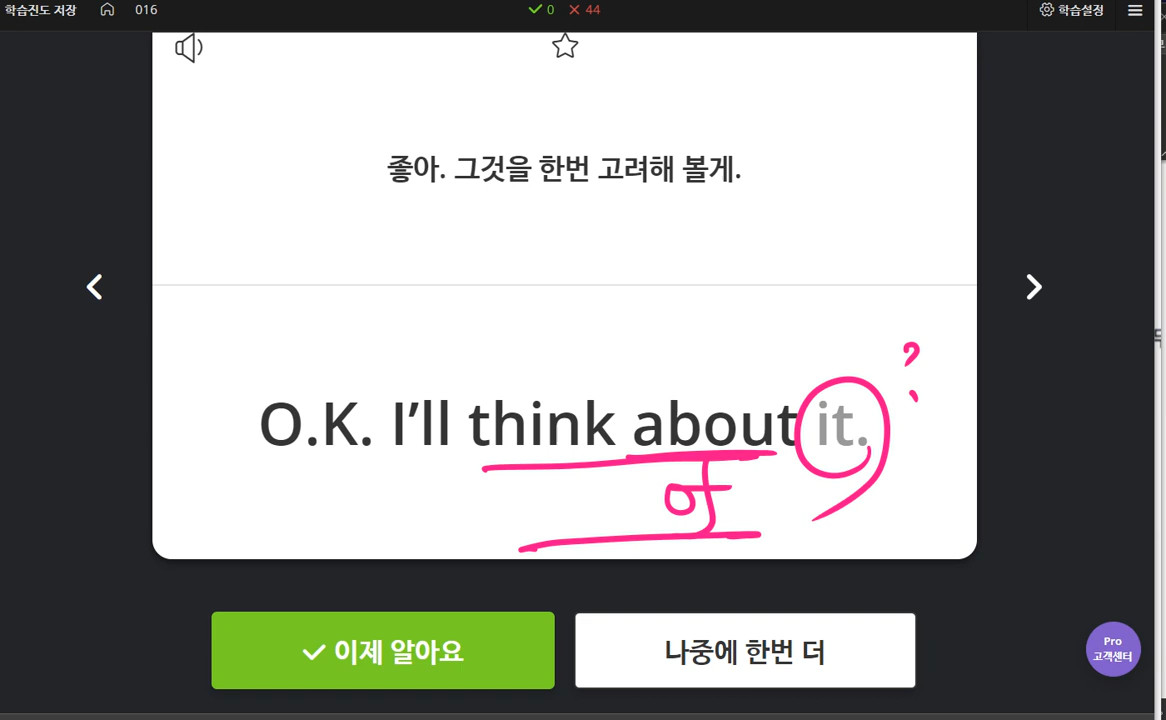 학습진도 저장 016 0 44 학습설정
좋아. 그것을 한번 고려해 볼게.
O.K. I'll think about it.
?
이제 알아요 나중에 한번 더
Pro
고객센터